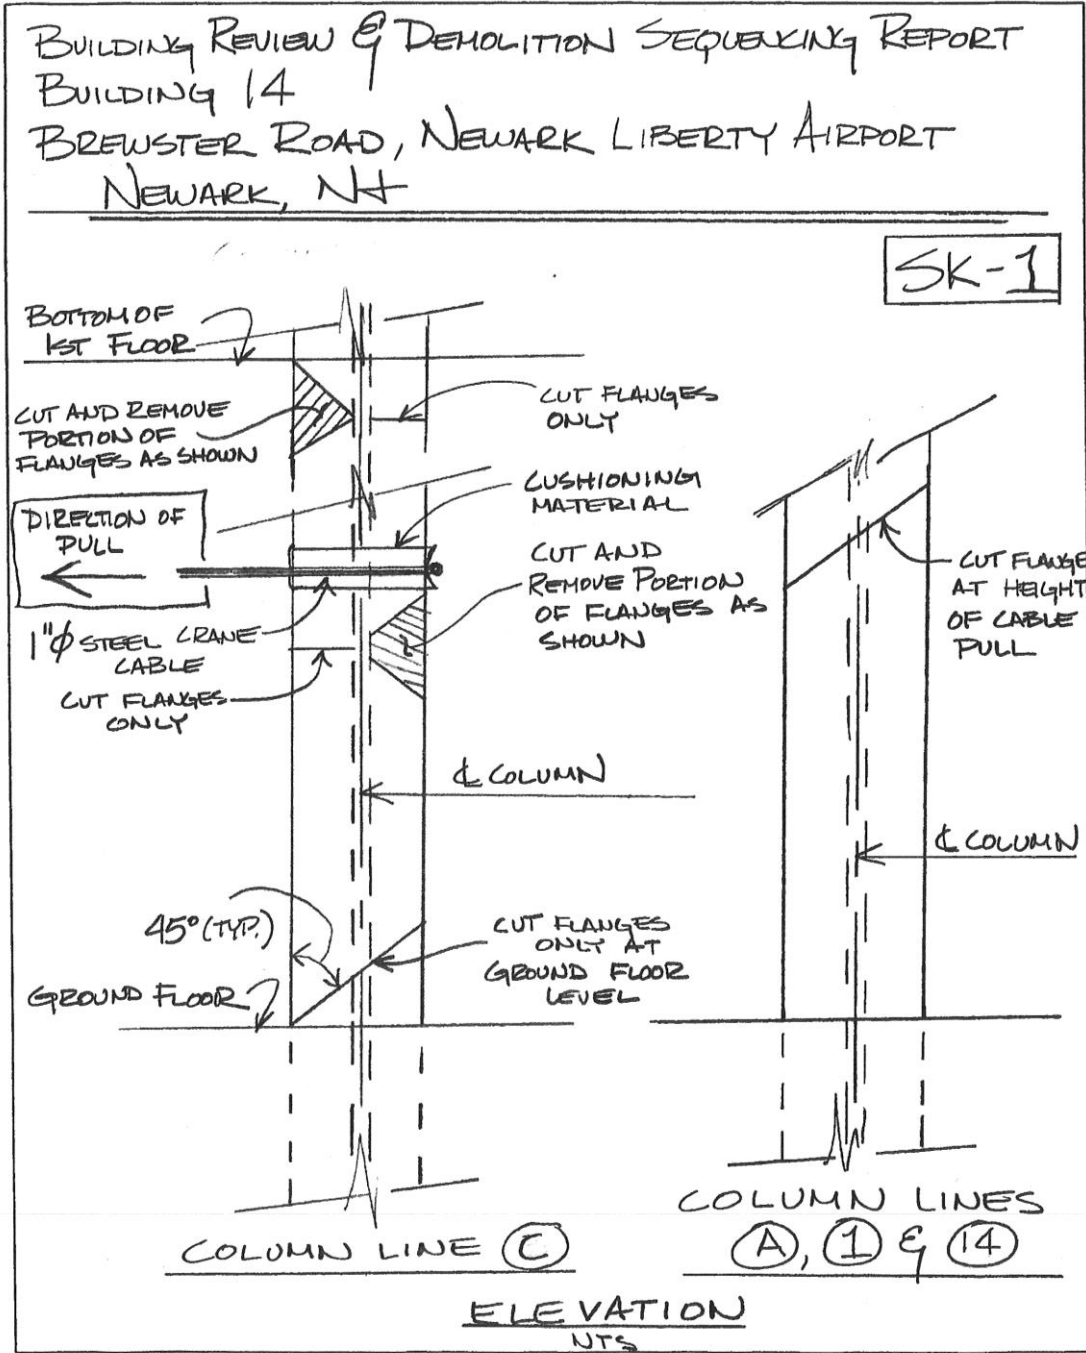 BUILDING REVIEW & DEMOLITION SEQUENCING REPORT
BUILDING 14
BREWSTER ROAD, NEWARK LIBERTY AIRPORT
NEWARK, NJ
SK-1
BOTTOM OF
1ST FLOOR
CUT AND REMOVE
PORTION OF
FLANGES AS SHOWN
CUT FLANGES
ONLY
DIRECTION OF
PULL
CUSHIONING
MATERIAL
CUT AND
REMOVE PORTION
OF FLANGES AS
SHOWN
1"⌀ STEEL CRANE
CABLE
CUT FLANGES
ONLY
CUT FLANGE
AT HEIGHT
OF CABLE
PULL
℄ COLUMN
℄ COLUMN
45° (TYP.)
CUT FLANGES
ONLY AT
GROUND FLOOR
LEVEL
GROUND FLOOR
COLUMN LINE C
COLUMN LINES
A, 1 & 14
ELEVATION
NTS